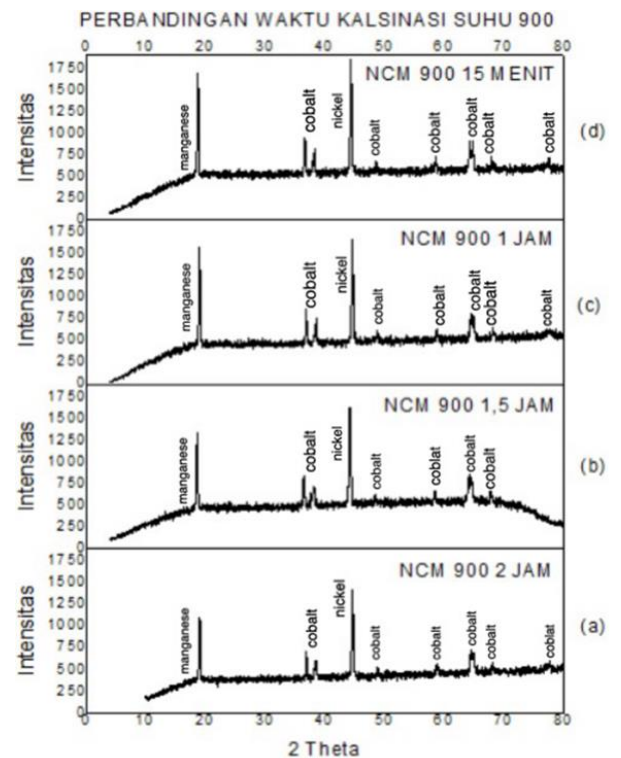 PERBANDINGAN WAKTU KALSINASI SUHU 900
0 10 20 30 40 50 60 70 80
Intensitas
1750
1500
1250
1000
750
500
250
0
NCM 900 15 MENIT
manganese
cobalt
nickel
cobalt
cobalt
cobalt
cobalt
cobalt
(d)
Intensitas
1750
1500
1250
1000
750
500
250
0
NCM 900 1 JAM
manganese
cobalt
nickel
cobalt
cobalt
cobalt
cobalt
cobalt
(c)
Intensitas
1750
1500
1250
1000
750
500
250
0
NCM 900 1,5 JAM
manganese
cobalt
nickel
cobalt
coblat
cobalt
cobalt
(b)
Intensitas
1750
1500
1250
1000
750
500
250
0
NCM 900 2 JAM
manganese
cobalt
nickel
cobalt
cobalt
cobalt
cobalt
coblat
(a)
0 10 20 30 40 50 60 70 80
2 Theta